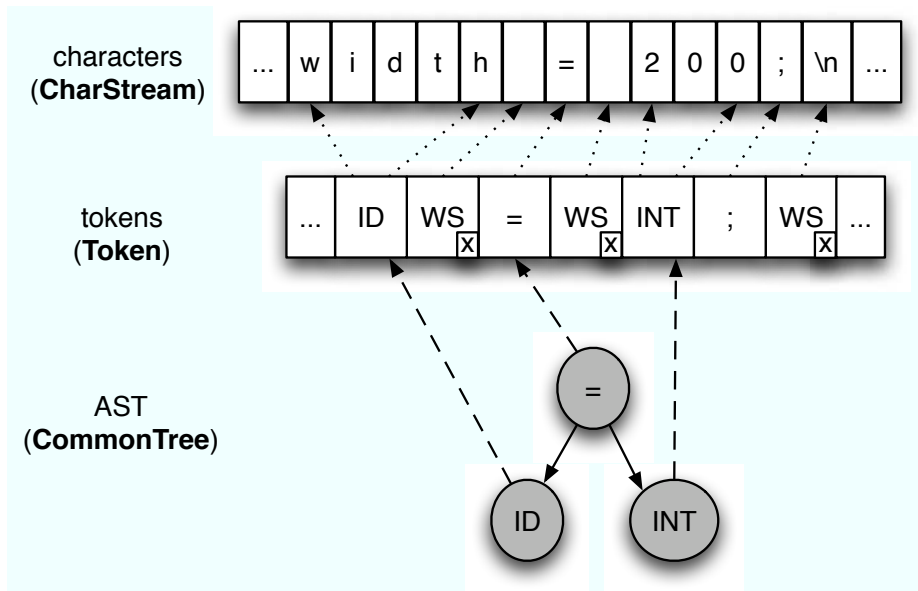 characters
(CharStream)
... w i d t h = 2 0 0 ; \n ...
tokens
(Token)
... ID WS X = WS X INT ; WS X ...
AST
(CommonTree)
=
ID INT